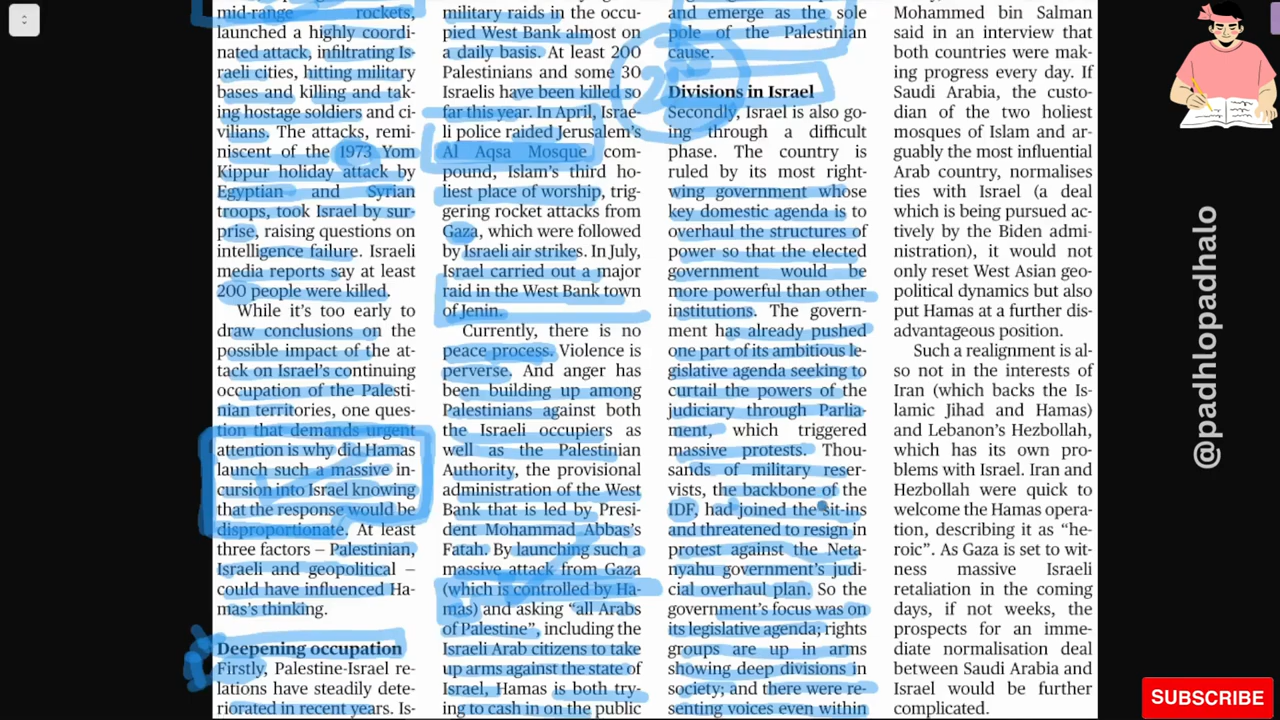 mid-range rockets,
launched a highly coordi-
nated attack, infiltrating Is-
raeli cities, hitting military
bases and killing and tak-
ing hostage soldiers and ci-
vilians. The attacks, remi-
niscent of the 1973 Yom
Kippur holiday attack by
Egyptian and Syrian
troops, took Israel by sur-
prise, raising questions on
intelligence failure. Israeli
media reports say at least
200 people were killed.
While it's too early to
draw conclusions on the
possible impact of the at-
tack on Israel's continuing
occupation of the Palesti-
nian territories, one ques-
tion that demands urgent
attention is why did Hamas
launch such a massive in-
cursion into Israel knowing
that the response would be
disproportionate. At least
three factors – Palestinian,
Israeli and geopolitical –
could have influenced Ha-
mas's thinking.
Deepening occupation
Firstly, Palestine-Israel re-
lations have steadily dete-
riorated in recent years. Is-
military raids in the occu-
pied West Bank almost on
a daily basis. At least 200
Palestinians and some 30
Israelis have been killed so
far this year. In April, Israe-
li police raided Jerusalem's
Al Aqsa Mosque com-
pound, Islam's third ho-
liest place of worship, trig-
gering rocket attacks from
Gaza, which were followed
by Israeli air strikes. In July,
Israel carried out a major
raid in the West Bank town
of Jenin.
Currently, there is no
peace process. Violence is
perverse. And anger has
been building up among
Palestinians against both
the Israeli occupiers as
well as the Palestinian
Authority, the provisional
administration of the West
Bank that is led by Presi-
dent Mohammad Abbas's
Fatah. By launching such a
massive attack from Gaza
(which is controlled by Ha-
mas) and asking “all Arabs
of Palestine”, including the
Israeli Arab citizens to take
up arms against the state of
Israel, Hamas is both try-
ing to cash in on the public
and emerge as the sole
pole of the Palestinian
cause.
Divisions in Israel
Secondly, Israel is also go-
ing through a difficult
phase. The country is
ruled by its most right-
wing government whose
key domestic agenda is to
overhaul the structures of
power so that the elected
government would be
more powerful than other
institutions. The govern-
ment has already pushed
one part of its ambitious le-
gislative agenda seeking to
curtail the powers of the
judiciary through Parlia-
ment, which triggered
massive protests. Thou-
sands of military reser-
vists, the backbone of the
IDF, had joined the sit-ins
and threatened to resign in
protest against the Neta-
nyahu government's judi-
cial overhaul plan. So the
government's focus was on
its legislative agenda; rights
groups are up in arms
showing deep divisions in
society; and there were re-
senting voices even within
Mohammed bin Salman
said in an interview that
both countries were mak-
ing progress every day. If
Saudi Arabia, the custo-
dian of the two holiest
mosques of Islam and ar-
guably the most influential
Arab country, normalises
ties with Israel (a deal
which is being pursued ac-
tively by the Biden admi-
nistration), it would not
only reset West Asian geo-
political dynamics but also
put Hamas at a further dis-
advantageous position.
Such a realignment is al-
so not in the interests of
Iran (which backs the Is-
lamic Jihad and Hamas)
and Lebanon's Hezbollah,
which has its own pro-
blems with Israel. Iran and
Hezbollah were quick to
welcome the Hamas opera-
tion, describing it as “he-
roic”. As Gaza is set to wit-
ness massive Israeli
retaliation in the coming
days, if not weeks, the
prospects for an imme-
diate normalisation deal
between Saudi Arabia and
Israel would be further
complicated.
@padhlopadhalo
SUBSCRIBE